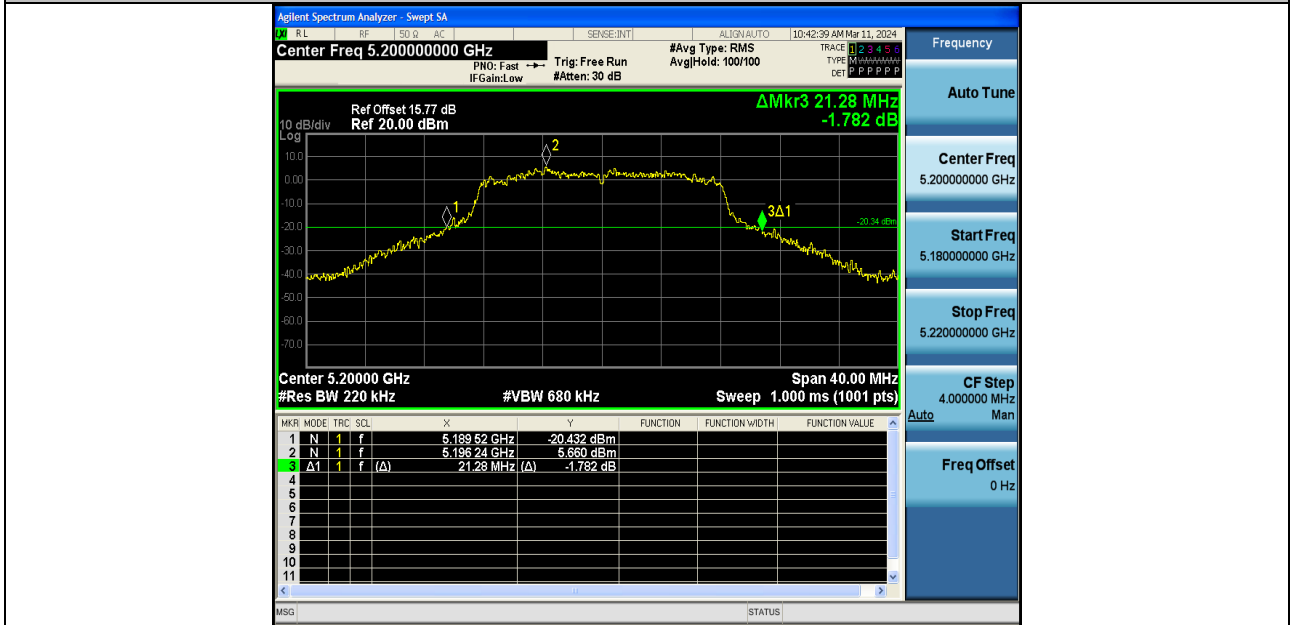 Agilent Spectrum Analyzer - Swept SA
LXI RL RF 50 Ω AC SENSE:INT ALIGN AUTO 10:42:39 AM Mar 11, 2024
Center Freq 5.200000000 GHz
PNO: Fast
IFGain:Low
Trig: Free Run
#Atten: 30 dB
#Avg Type: RMS
Avg|Hold: 100/100
TRACE 1 2 3 4 5 6
TYPE M
DET P P P P P P
ΔMkr3 21.28 MHz
-1.782 dB
Ref Offset 15.77 dB
10 dB/div Ref 20.00 dBm
Log
10.0
0.00
-10.0
-20.0
-30.0
-40.0
-50.0
-60.0
-70.0
1
2
3Δ1
-20.34 dBm
Center 5.20000 GHz Span 40.00 MHz
#Res BW 220 kHz #VBW 680 kHz Sweep 1.000 ms (1001 pts)
MKR MODE TRC SCL X Y FUNCTION FUNCTION WIDTH FUNCTION VALUE
1 N 1 f 5.189 52 GHz -20.432 dBm
2 N 1 f 5.196 24 GHz 5.660 dBm
3 Δ1 1 f (Δ) 21.28 MHz (Δ) -1.782 dB
4
5
6
7
8
9
10
11
MSG STATUS
Frequency
Auto Tune
Center Freq
5.200000000 GHz
Start Freq
5.180000000 GHz
Stop Freq
5.220000000 GHz
CF Step
4.000000 MHz
Auto Man
Freq Offset
0 Hz